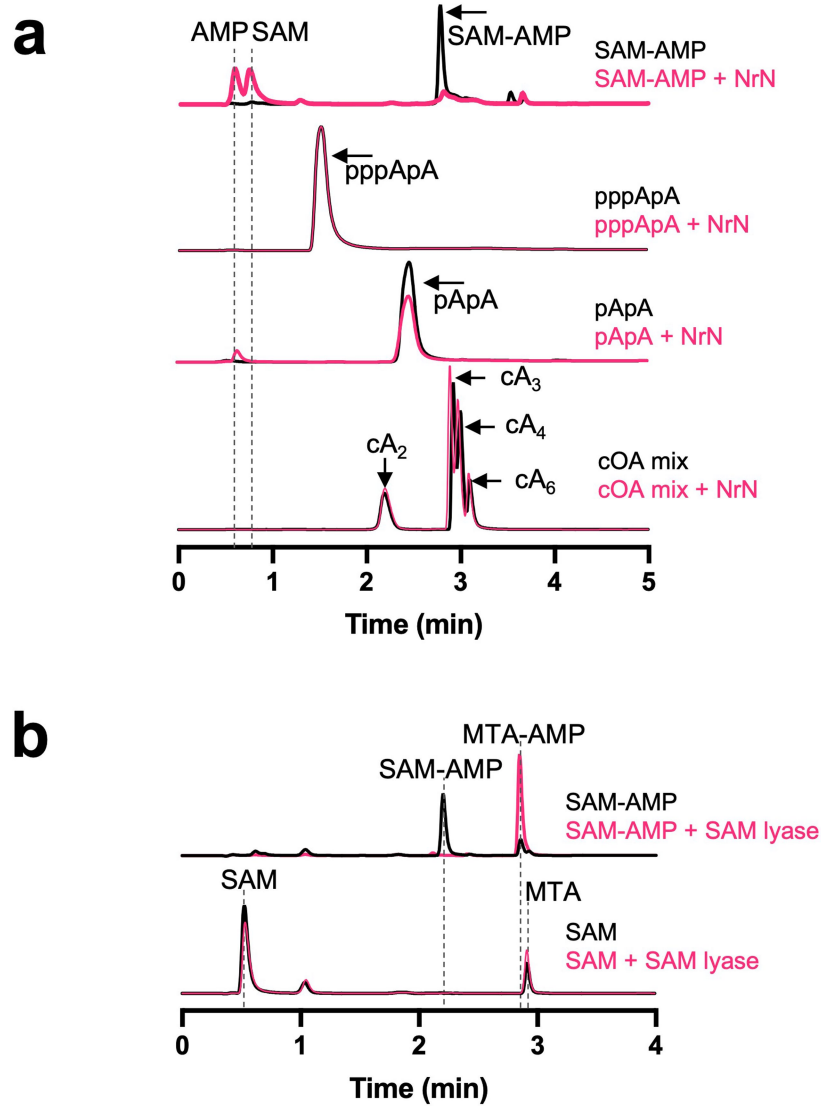 a
AMP SAM
SAM-AMP
SAM-AMP
SAM-AMP + NrN
pppApA
pppApA
pppApA + NrN
pApA
pApA
pApA + NrN
cA3
cA4
cA2
cA6
cOA mix
cOA mix + NrN
0 1 2 3 4 5
Time (min)
b
MTA-AMP
SAM-AMP
SAM-AMP
SAM-AMP + SAM lyase
SAM
MTA
SAM
SAM + SAM lyase
0 1 2 3 4
Time (min)